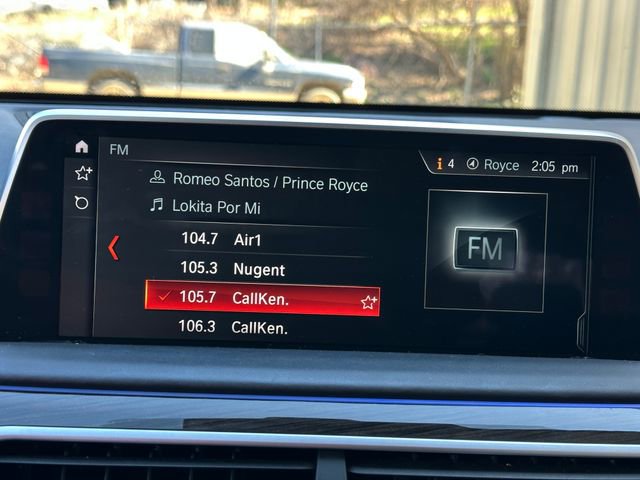 FM
i 4 Royce 2:05 pm
Romeo Santos / Prince Royce
Lokita Por Mi
104.7 Air1
105.3 Nugent
105.7 CallKen.
106.3 CallKen.
FM